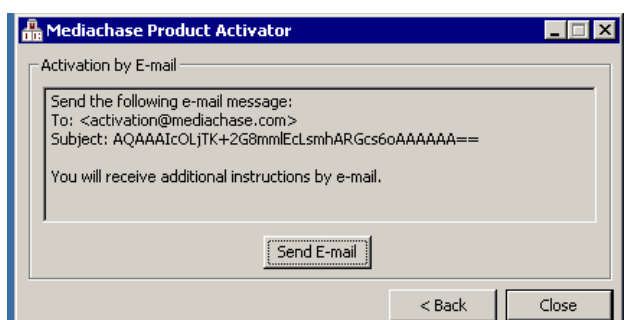 Mediachase Product Activator
Activation by E-mail
Send the following e-mail message:
To: <activation@mediachase.com>
Subject: AQAAAIcOLjTK+2G8mmlEcLsmhARGcs6oAAAAAA==
You will receive additional instructions by e-mail.
Send E-mail
< Back
Close